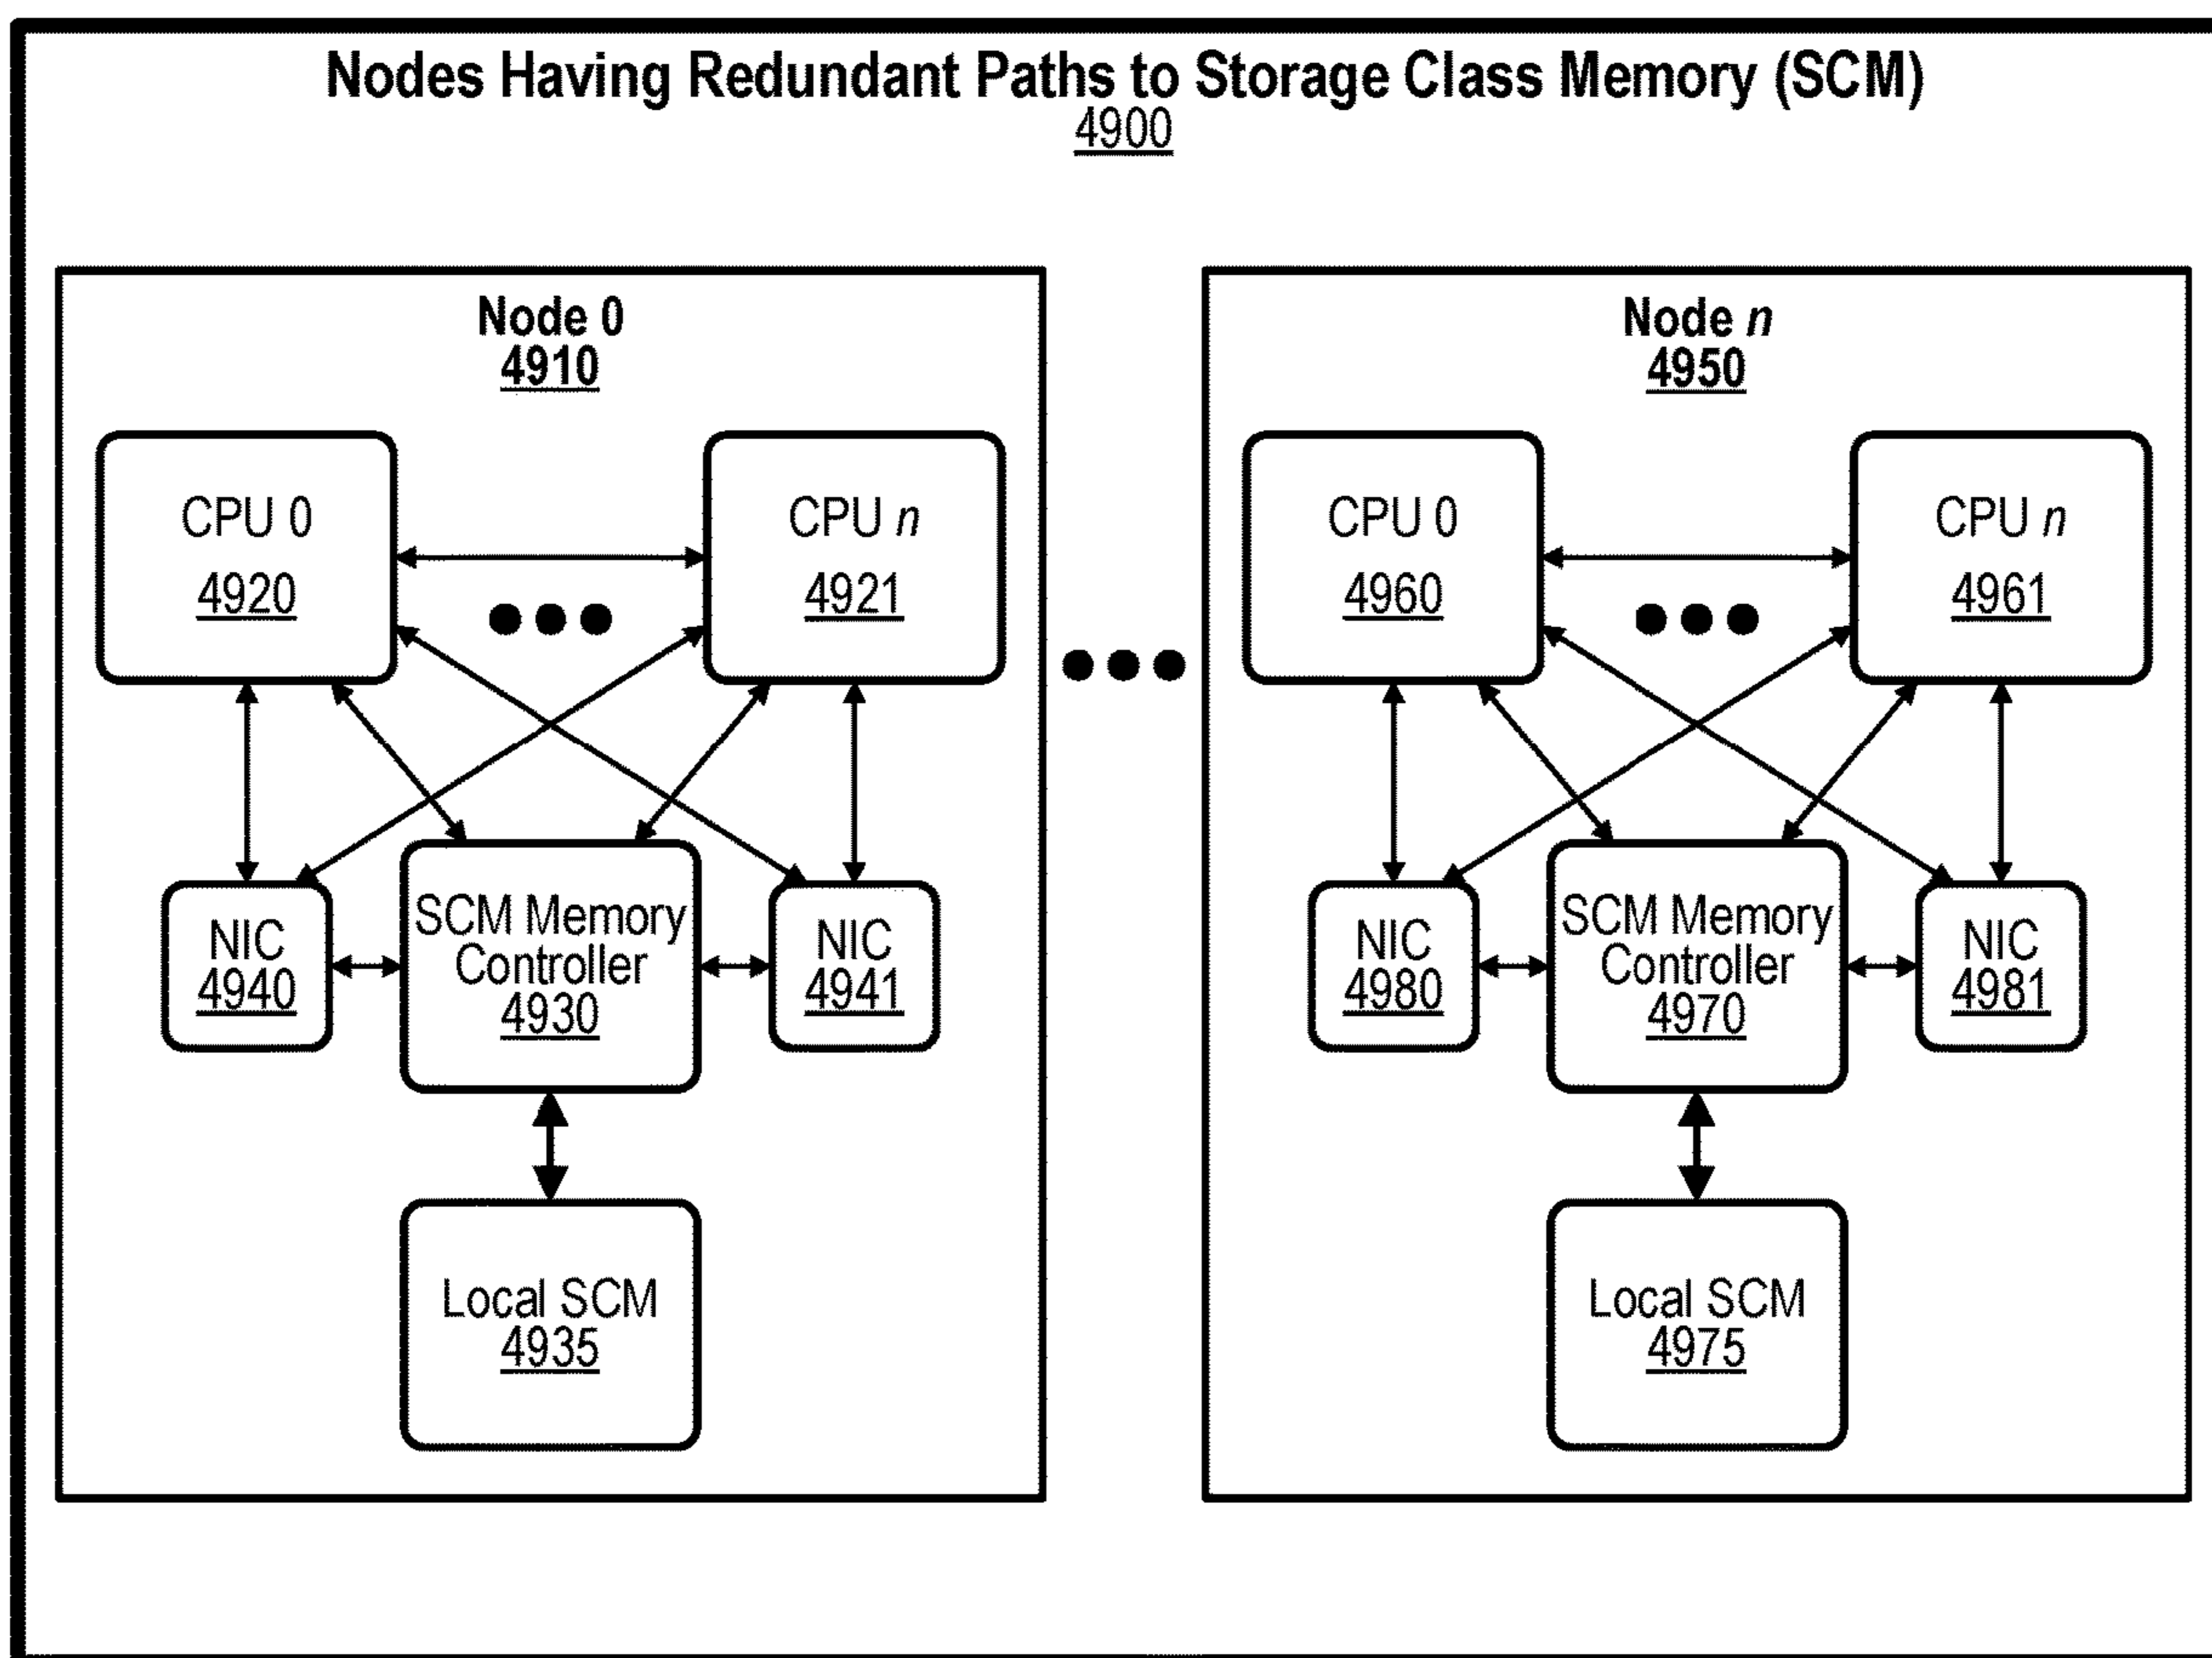 Nodes Having Redundant Paths to Storage Class Memory (SCM)
4900
Node 0
4910
CPU 0
4920
CPU n
4921
NIC
4940
SCM Memory
Controller
4930
NIC
4941
Local SCM
4935
Node n
4950
CPU 0
4960
CPU n
4961
NIC
4980
SCM Memory
Controller
4970
NIC
4981
Local SCM
4975